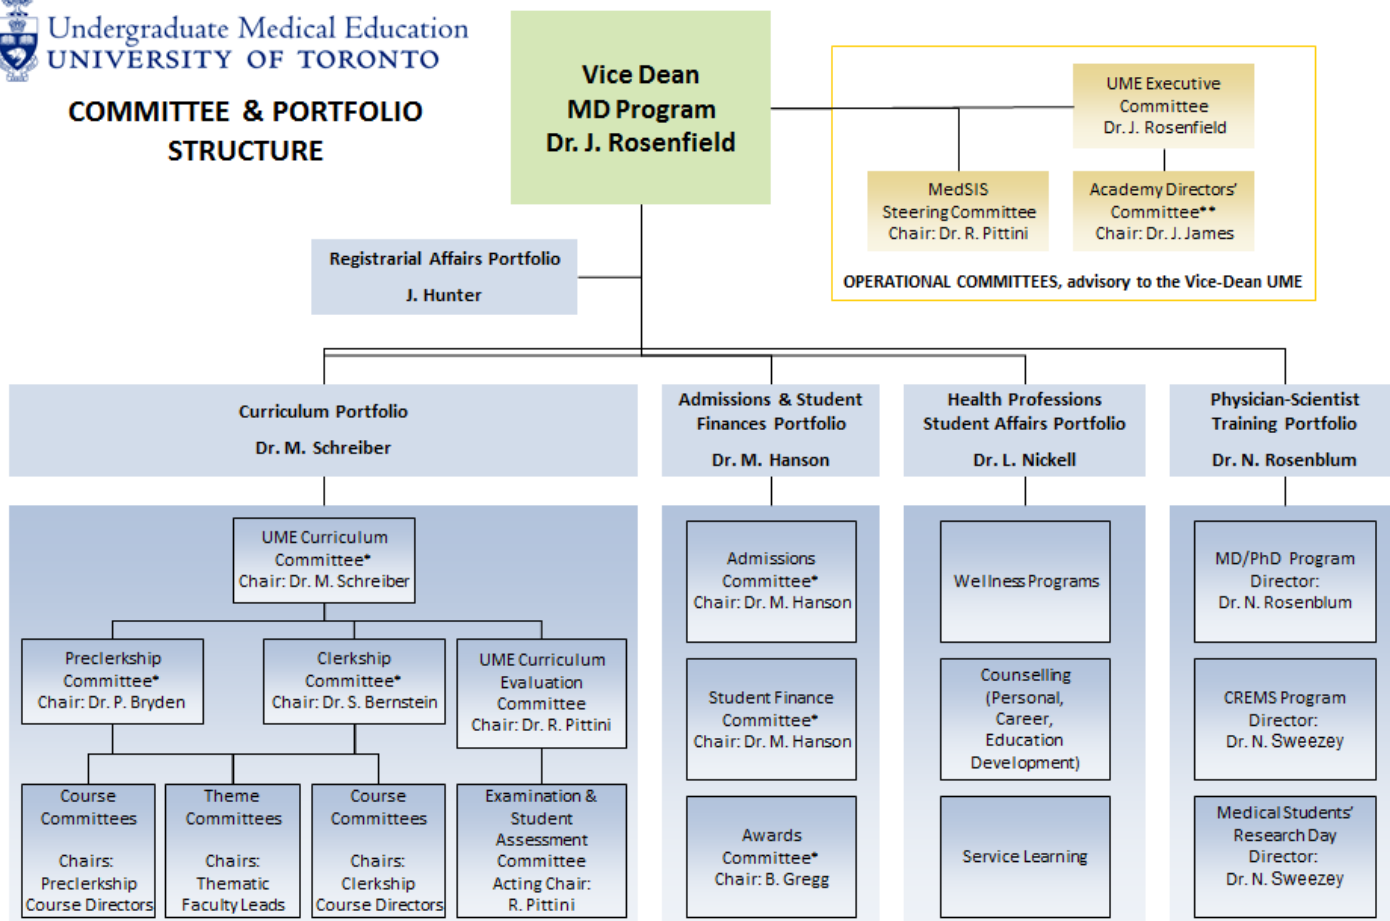 Undergraduate Medical Education
UNIVERSITY OF TORONTO
COMMITTEE & PORTFOLIO
STRUCTURE
Vice Dean
MD Program
Dr. J. Rosenfield
UME Executive
Committee
Dr. J. Rosenfield
MedSIS
Steering Committee
Chair: Dr. R. Pittini
Academy Directors'
Committee**
Chair: Dr. J. James
OPERATIONAL COMMITTEES, advisory to the Vice-Dean UME
Registrarial Affairs Portfolio
J. Hunter
Curriculum Portfolio
Dr. M. Schreiber
Admissions & Student
Finances Portfolio
Dr. M. Hanson
Health Professions
Student Affairs Portfolio
Dr. L. Nickell
Physician-Scientist
Training Portfolio
Dr. N. Rosenblum
UME Curriculum
Committee*
Chair: Dr. M. Schreiber
Preclerkship
Committee*
Chair: Dr. P. Bryden
Clerkship
Committee*
Chair: Dr. S. Bernstein
UME Curriculum
Evaluation
Committee
Chair: Dr. R. Pittini
Course
Committees
Chairs:
Preclerkship
Course Directors
Theme
Committees
Chairs:
Thematic
Faculty Leads
Course
Committees
Chairs:
Clerkship
Course Directors
Examination &
Student
Assessment
Committee
Acting Chair:
R. Pittini
Admissions
Committee*
Chair: Dr. M. Hanson
Student Finance
Committee*
Chair: Dr. M. Hanson
Awards
Committee*
Chair: B. Gregg
Wellness Programs
Counselling
(Personal,
Career,
Education
Development)
Service Learning
MD/PhD Program
Director:
Dr. N. Rosenblum
CREMS Program
Director:
Dr. N. Sweezey
Medical Students'
Research Day
Director:
Dr. N. Sweezey